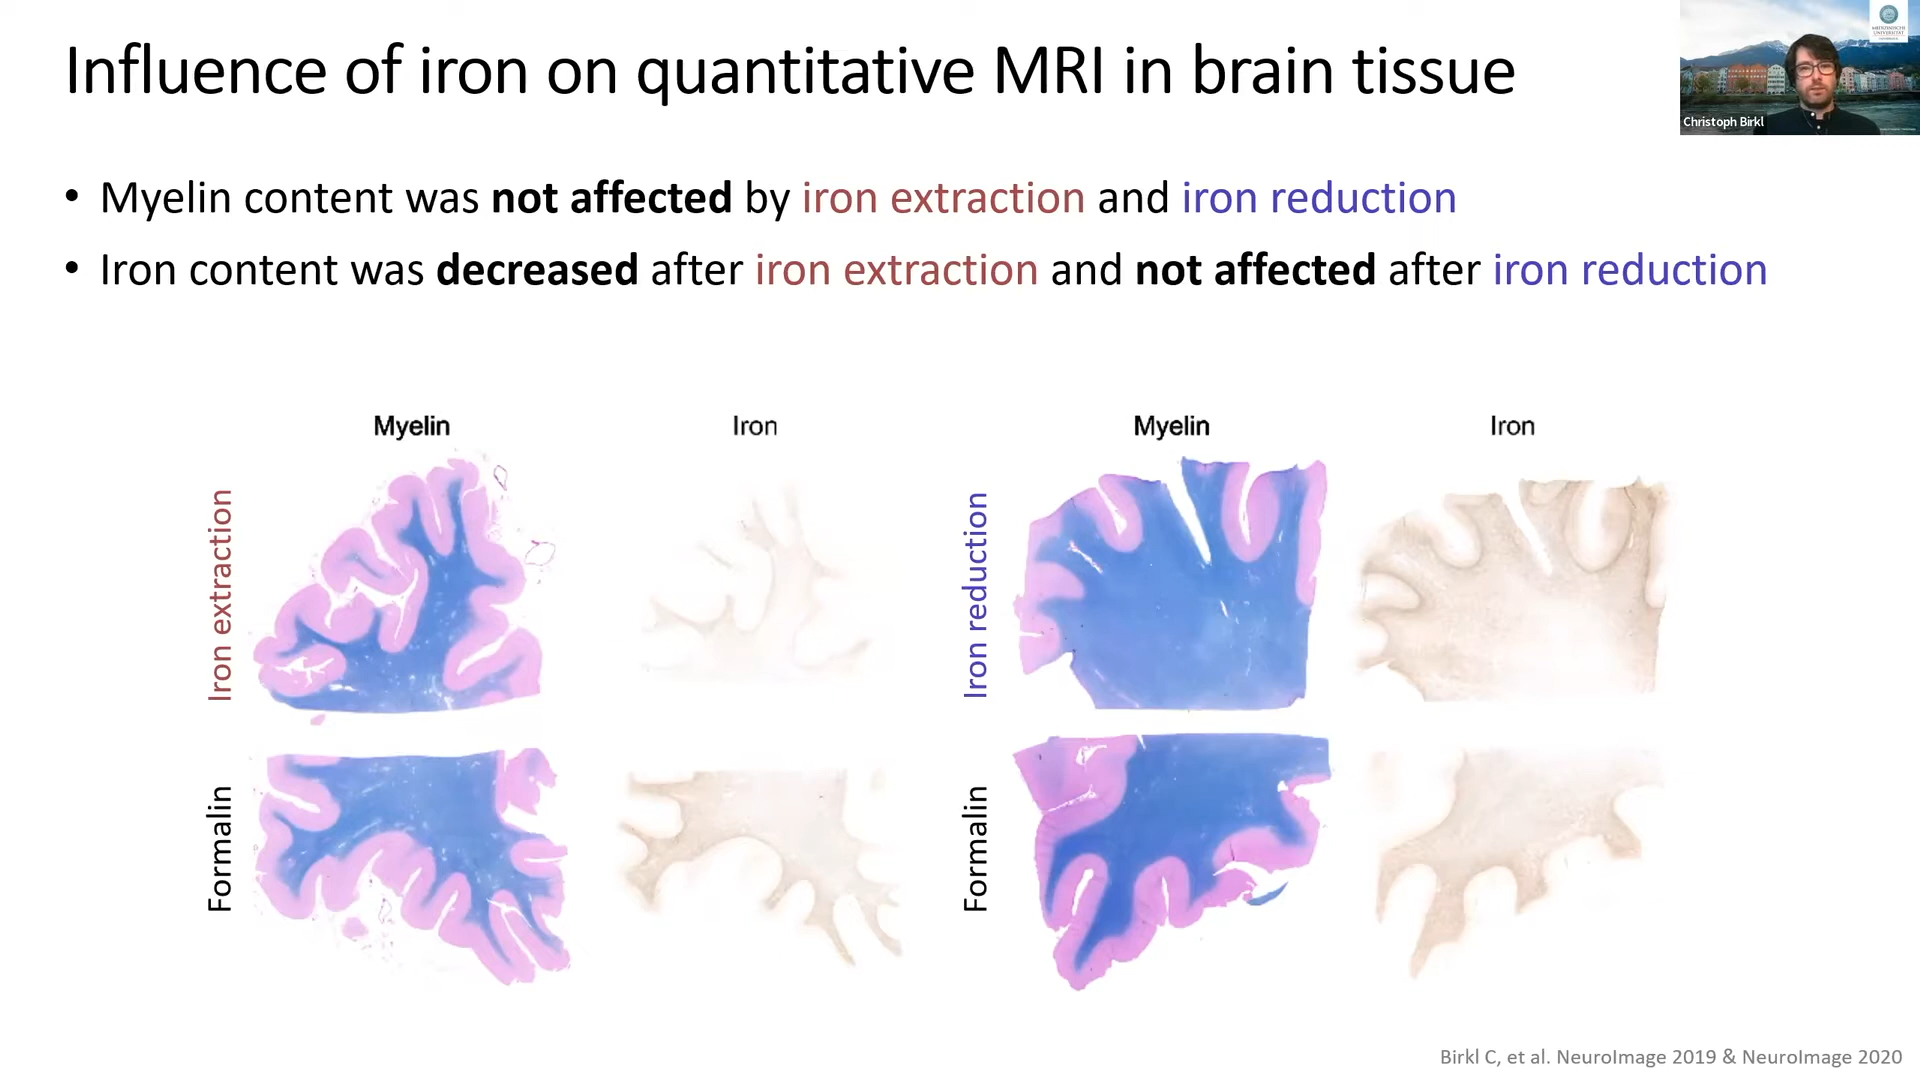 Influence of iron on quantitative MRI in brain tissue
Christoph Birkl
• Myelin content was not affected by iron extraction and iron reduction
• Iron content was decreased after iron extraction and not affected after iron reduction
Myelin
Iron
Myelin
Iron
Iron extraction
Iron reduction
Formalin
Formalin
Birkl C, et al. NeuroImage 2019 & NeuroImage 2020